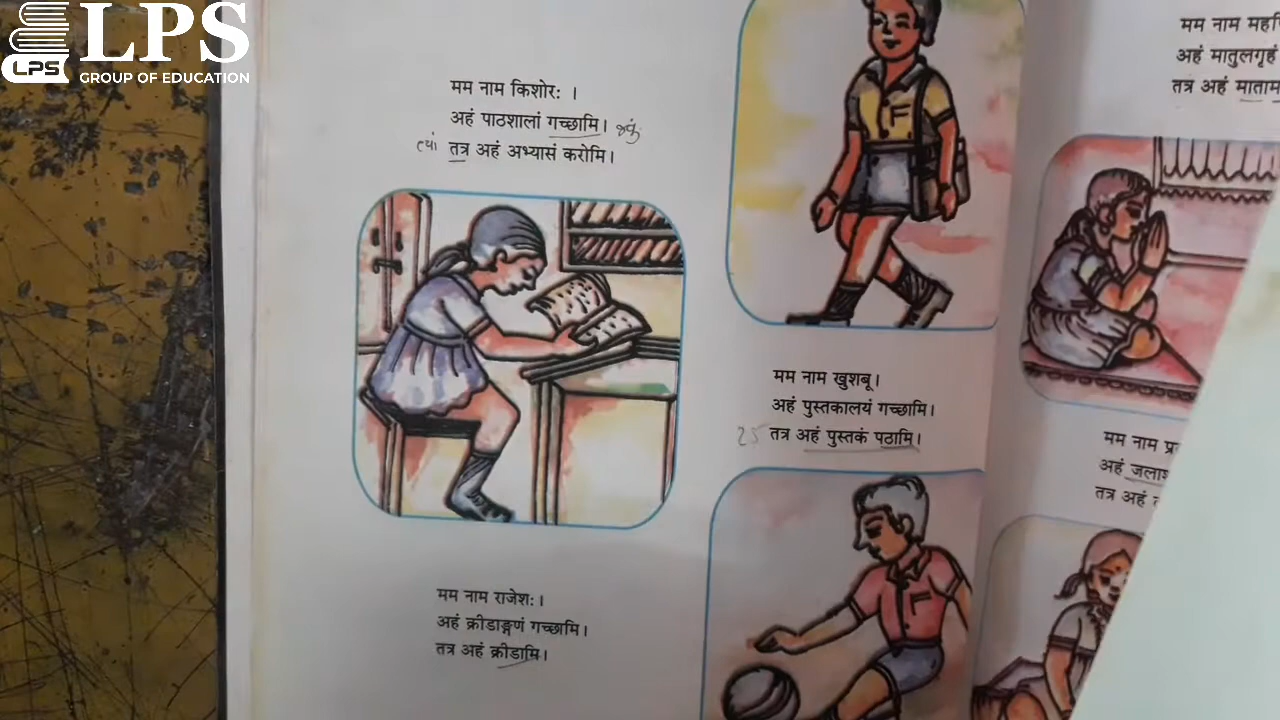 LPS
LPS
GROUP OF EDUCATION
मम नाम किशोरः ।
अहं पाठशालां गच्छामि।
त्यां तत्र अहं अभ्यासं करोमि।
मम नाम खुशबू।
अहं पुस्तकालयं गच्छामि।
तत्र अहं पुस्तकं पठामि।
मम नाम राजेशः।
अहं क्रीडाङ्गणं गच्छामि।
तत्र अहं क्रीडामि।
मम नाम
अहं मातुलगृहं
तत्र अहं
मम नाम
अहं
तत्र अहं